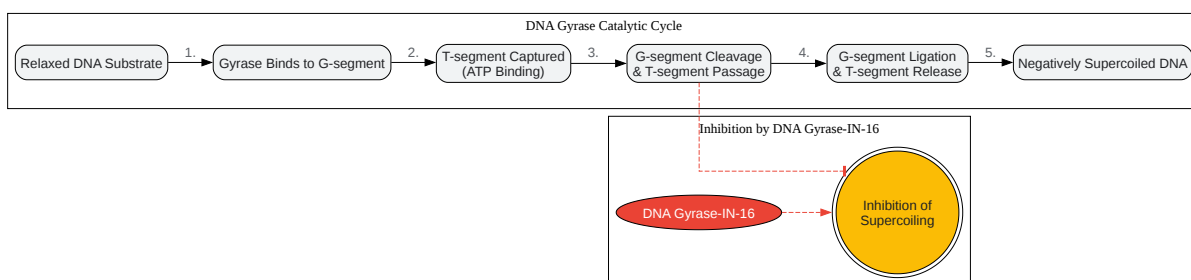 DNA Gyrase Catalytic Cycle
Relaxed DNA Substrate
1.
Gyrase Binds to G-segment
2.
T-segment Captured
(ATP Binding)
3.
G-segment Cleavage
& T-segment Passage
4.
G-segment Ligation
& T-segment Release
5.
Negatively Supercoiled DNA
Inhibition by DNA Gyrase-IN-16
DNA Gyrase-IN-16
Inhibition of
Supercoiling